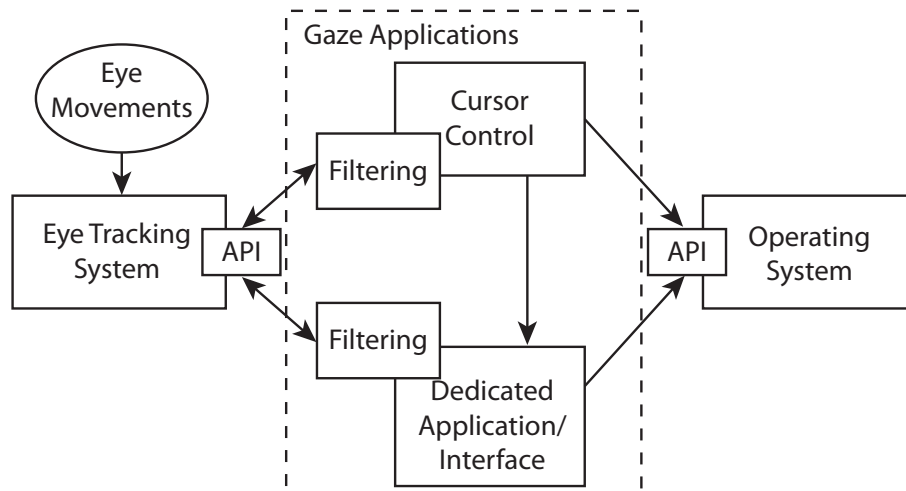 Gaze Applications
Eye
Movements
Cursor
Control
Filtering
Eye Tracking
System
API
API
Operating
System
Filtering
Dedicated
Application/
Interface